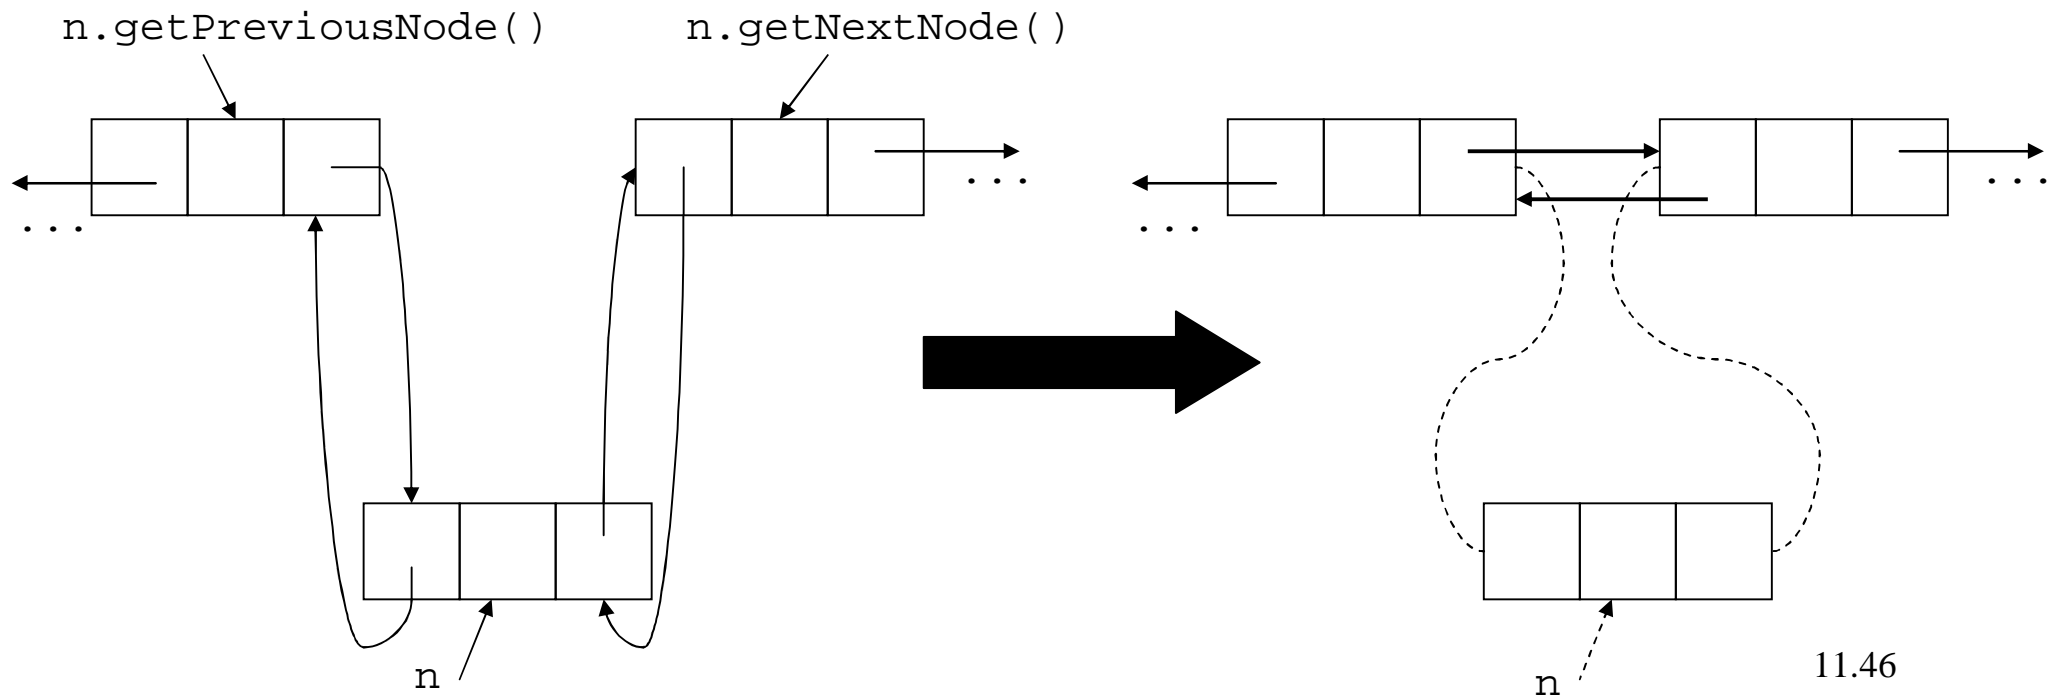 n.getPreviousNode()
n.getNextNode()
. . .
. . .
. . .
. . .
n
n
11.46